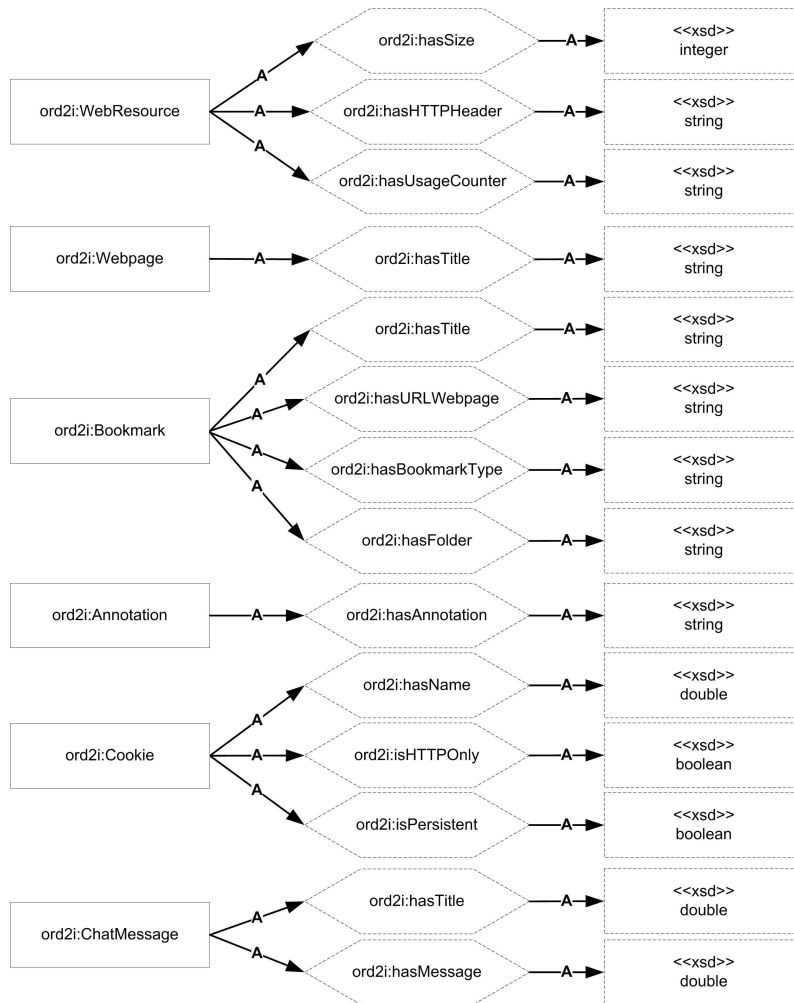 ord2i:hasSize
A
<<xsd>>
integer
A
ord2i:WebResource
A
ord2i:hasHTTPHeader
A
<<xsd>>
string
A
ord2i:hasUsageCounter
A
<<xsd>>
string
ord2i:Webpage
A
ord2i:hasTitle
A
<<xsd>>
string
ord2i:hasTitle
A
<<xsd>>
string
A
ord2i:hasURLWebpage
A
<<xsd>>
string
A
ord2i:Bookmark
A
ord2i:hasBookmarkType
A
<<xsd>>
string
A
ord2i:hasFolder
A
<<xsd>>
string
ord2i:Annotation
A
ord2i:hasAnnotation
A
<<xsd>>
string
ord2i:hasName
A
<<xsd>>
double
A
ord2i:Cookie
A
ord2i:isHTTPOnly
A
<<xsd>>
boolean
A
ord2i:isPersistent
A
<<xsd>>
boolean
ord2i:hasTitle
A
<<xsd>>
double
A
ord2i:ChatMessage
A
ord2i:hasMessage
A
<<xsd>>
double